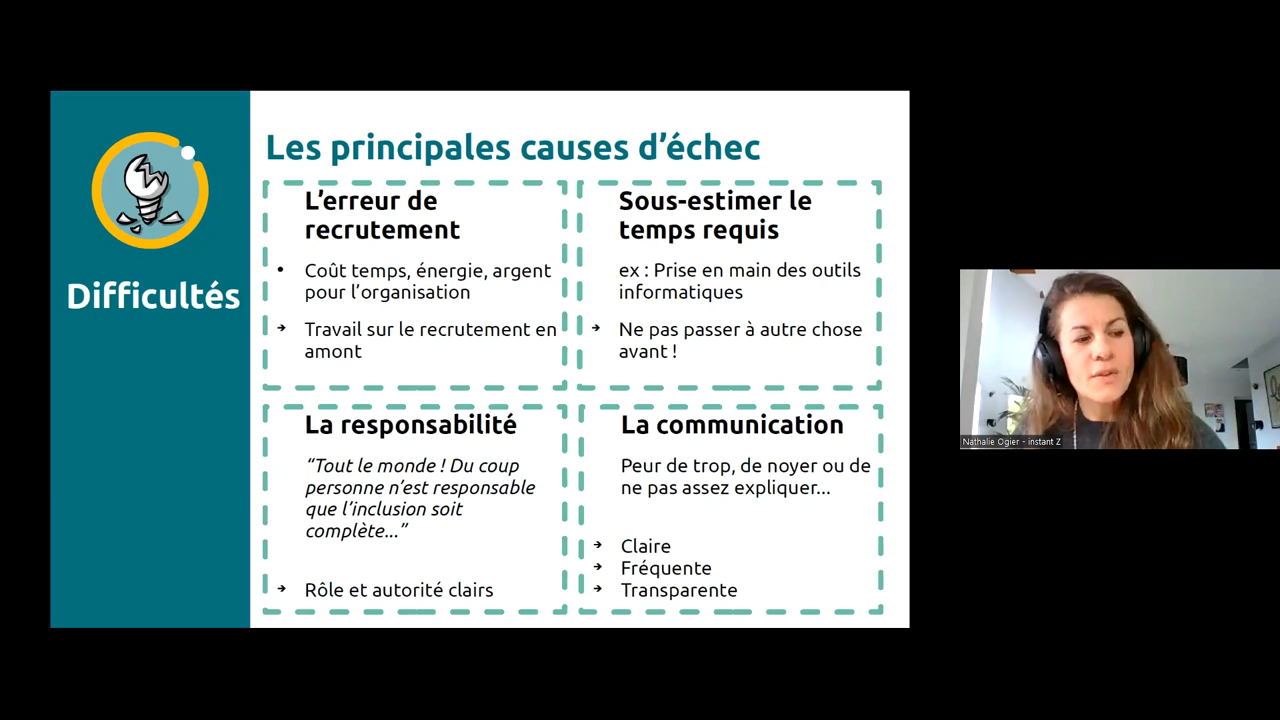 Difficultés
Les principales causes d’échec
L’erreur de
recrutement
• Coût temps, énergie, argent
pour l’organisation
➔ Travail sur le recrutement en
amont
Sous-estimer le
temps requis
ex : Prise en main des outils
informatiques
➔ Ne pas passer à autre chose
avant !
La responsabilité
“Tout le monde ! Du coup
personne n’est responsable
que l’inclusion soit
complète...”
➔ Rôle et autorité clairs
La communication
Peur de trop, de noyer ou de
ne pas assez expliquer...
➔ Claire
➔ Fréquente
➔ Transparente
Nathalie Ogier - instant Z